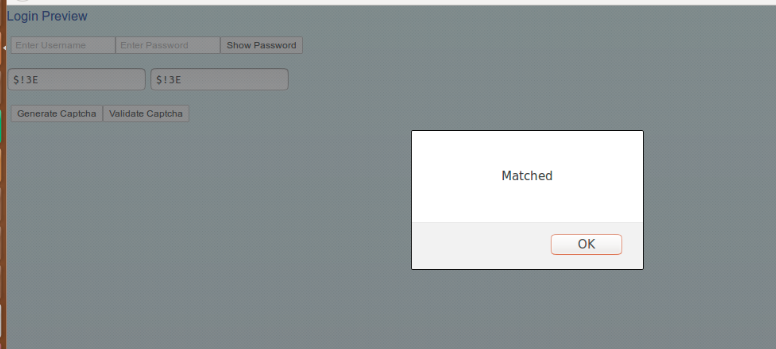 Login Preview
Enter Username Enter Password Show Password
$!3E $!3E
Generate Captcha Validate Captcha
Matched
OK